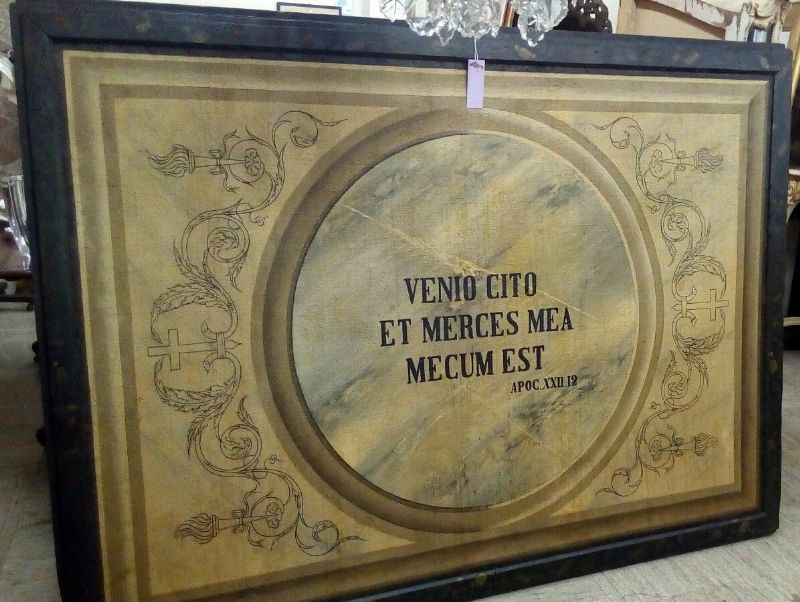 VENIO CITO
ET MERCES MEA
MECUM EST
APOC. XXII. 12